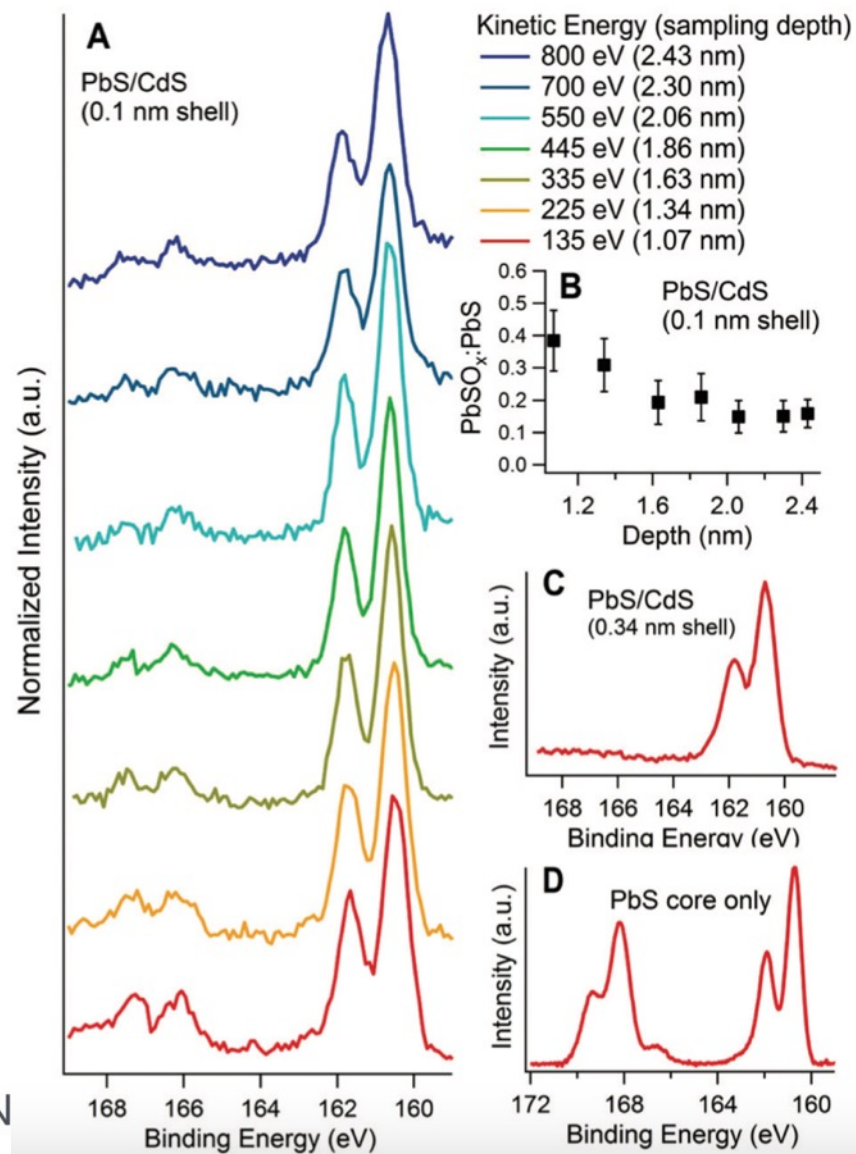 A
PbS/CdS
(0.1 nm shell)
Normalized Intensity (a.u.)
168 166 164 162 160
Binding Energy (eV)
N
Kinetic Energy (sampling depth)
800 eV (2.43 nm)
700 eV (2.30 nm)
550 eV (2.06 nm)
445 eV (1.86 nm)
335 eV (1.63 nm)
225 eV (1.34 nm)
135 eV (1.07 nm)
B
PbS/CdS
(0.1 nm shell)
PbSOₓ:PbS
0.6
0.5
0.4
0.3
0.2
0.1
0.0
1.2 1.6 2.0 2.4
Depth (nm)
C
PbS/CdS
(0.34 nm shell)
Intensity (a.u.)
168 166 164 162 160
Binding Energy (eV)
D
PbS core only
Intensity (a.u.)
172 168 164 160
Binding Energy (eV)